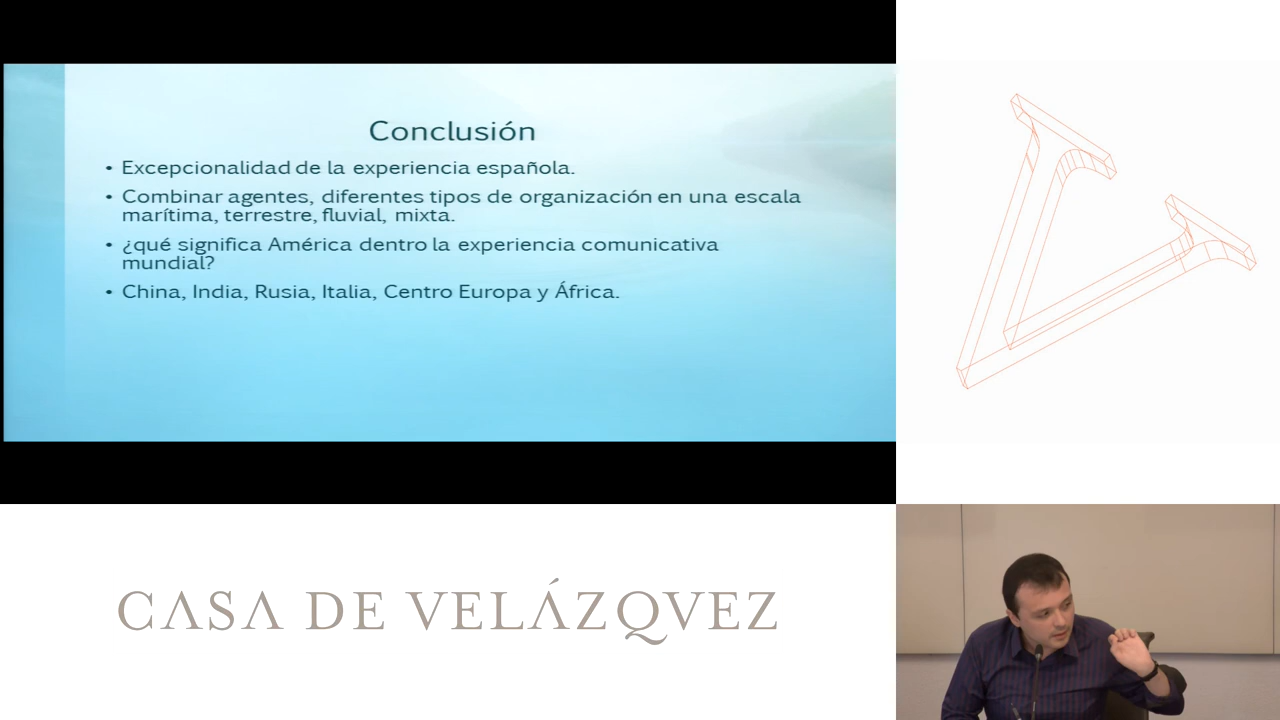 Conclusión
• Excepcionalidad de la experiencia española.
• Combinar agentes, diferentes tipos de organización en una escala
marítima, terrestre, fluvial, mixta.
• ¿qué significa América dentro la experiencia comunicativa
mundial?
• China, India, Rusia, Italia, Centro Europa y África.
CASA DE VELÁZQVEZ